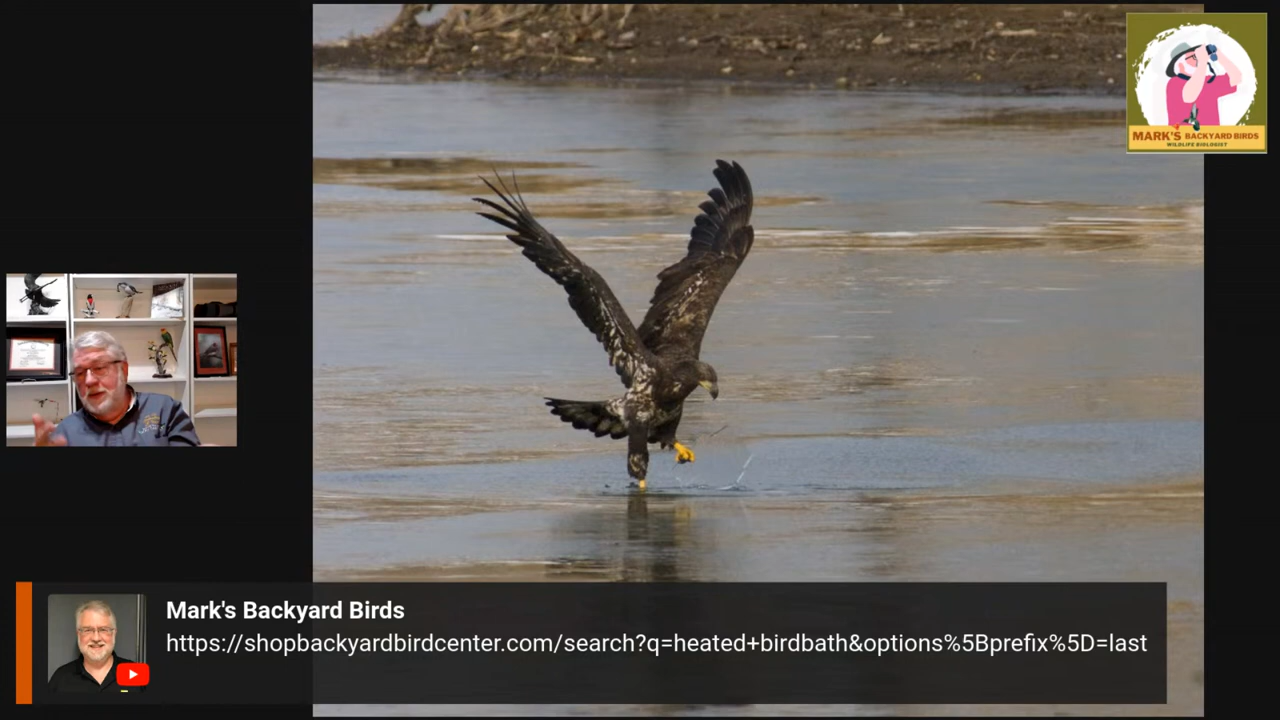 MARK'S BACKYARD BIRDS
WILDLIFE BIOLOGIST
Mark's Backyard Birds
https://shopbackyardbirdcenter.com/search?q=heated+birdbath&options%5Bprefix%5D=last